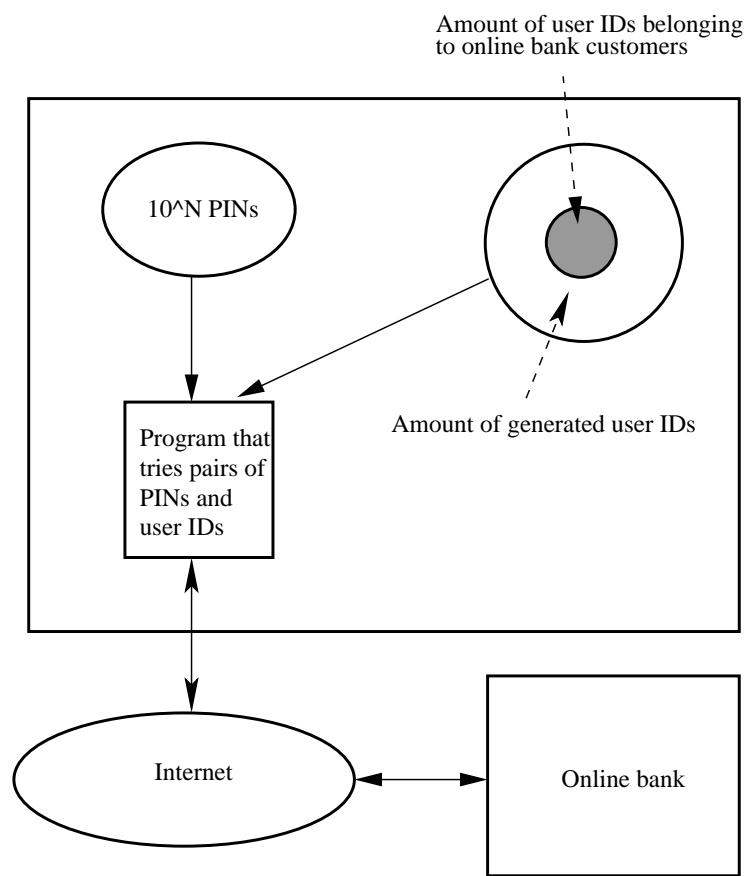 Amount of user IDs belonging
to online bank customers
10^N PINs
Amount of generated user IDs
Program that
tries pairs of
PINs and
user IDs
Internet
Online bank